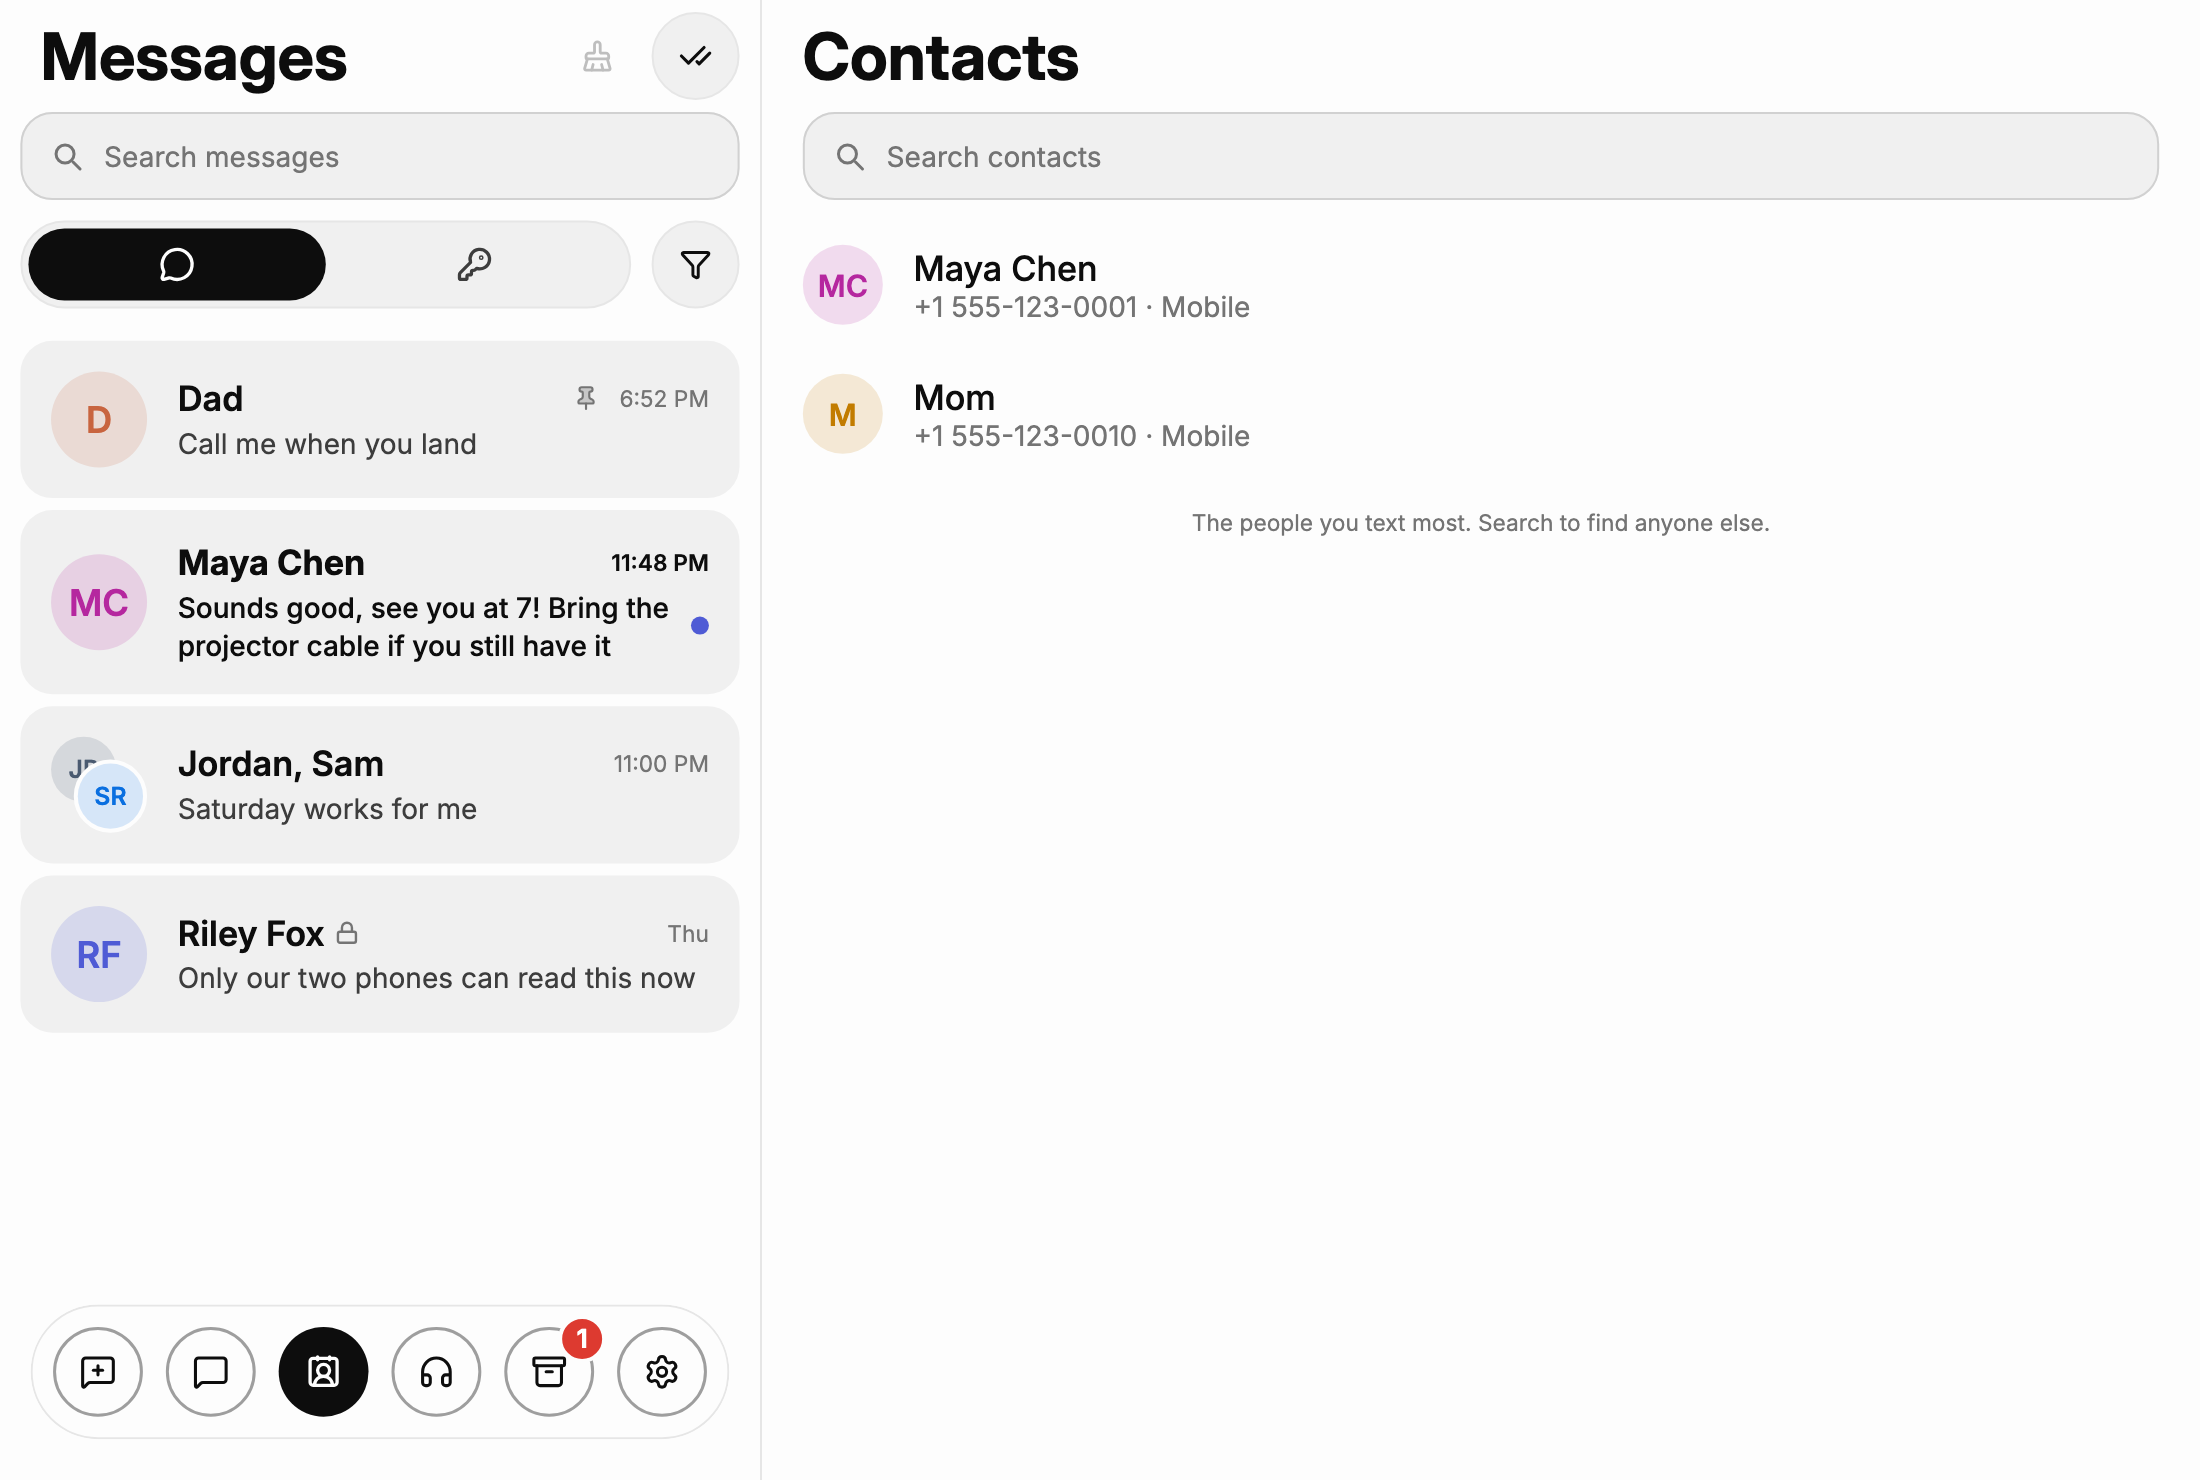 Messages
Search messages
D
Dad
6:52 PM
Call me when you land
MC
Maya Chen
11:48 PM
Sounds good, see you at 7! Bring the
projector cable if you still have it
SR
Jordan, Sam
11:00 PM
Saturday works for me
RF
Riley Fox
Thu
Only our two phones can read this now
1
Contacts
Search contacts
MC
Maya Chen
+1 555-123-0001 · Mobile
M
Mom
+1 555-123-0010 · Mobile
The people you text most. Search to find anyone else.